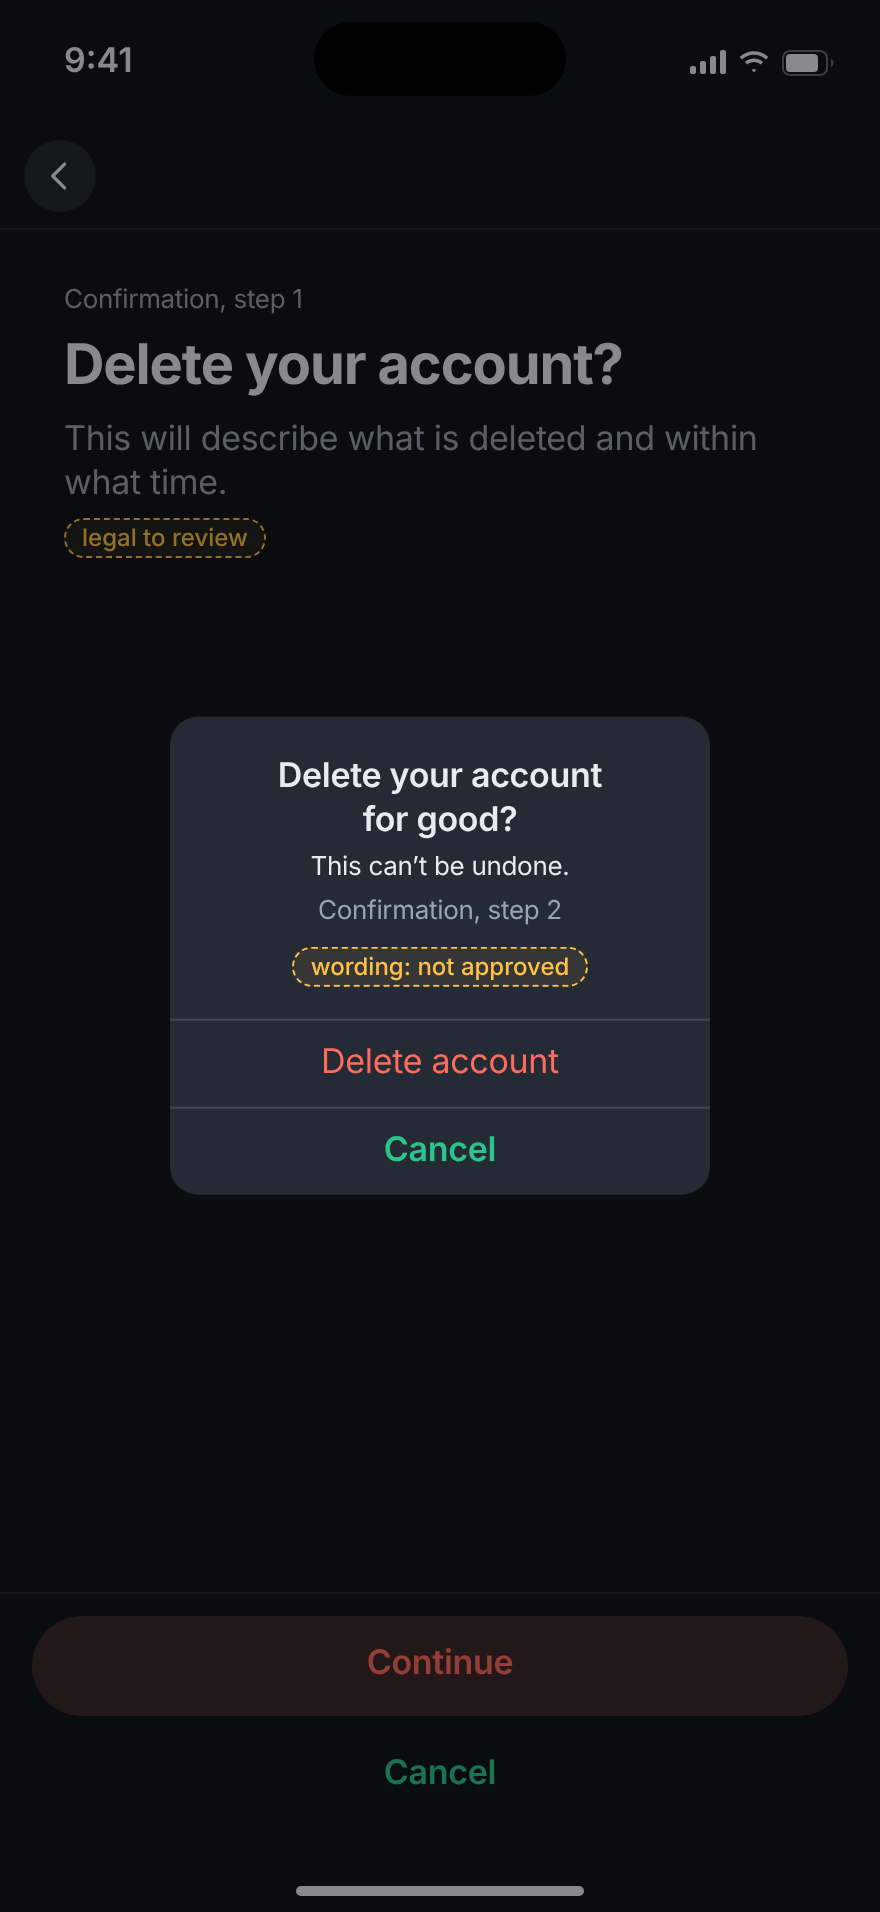 9:41
Confirmation, step 1
Delete your account?
This will describe what is deleted and within
what time.
legal to review
Delete your account
for good?
This can’t be undone.
Confirmation, step 2
wording: not approved
Delete account
Cancel
Continue
Cancel